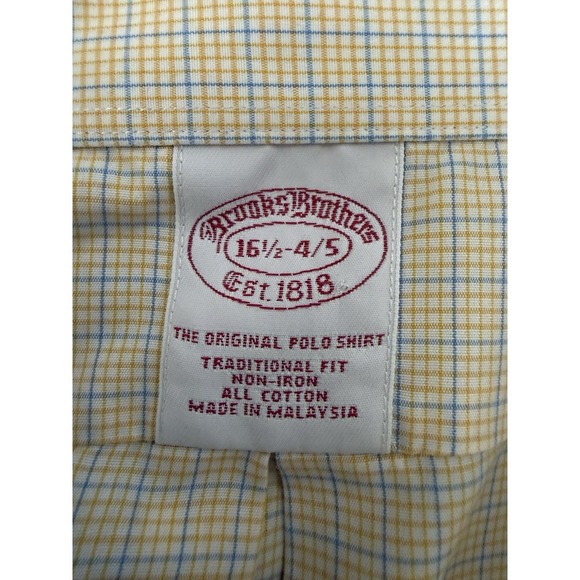 Brooks Brothers
16½-4/5
Est. 1818
THE ORIGINAL POLO SHIRT
TRADITIONAL FIT
NON-IRON
ALL COTTON
MADE IN MALAYSIA